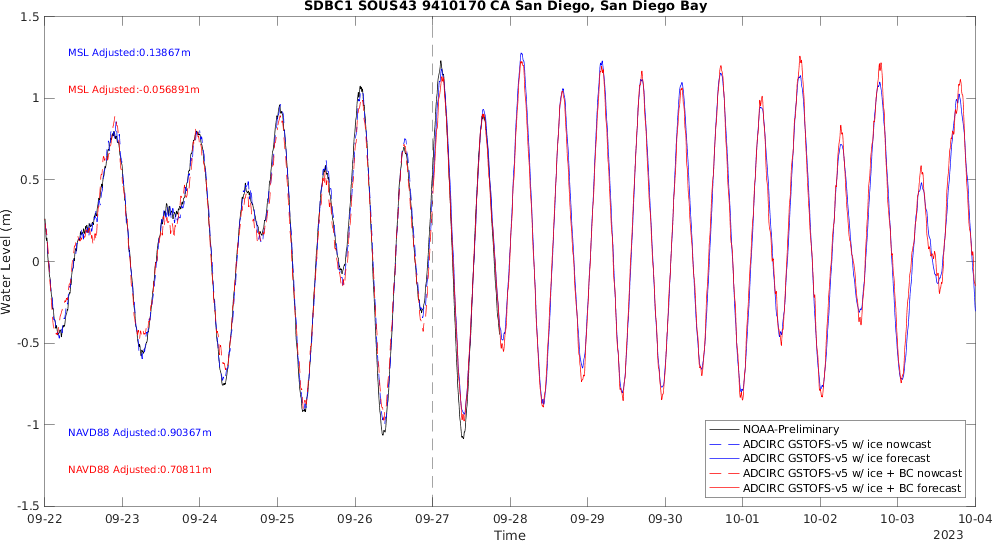 SDBC1 SOUS43 9410170 CA San Diego, San Diego Bay
1.5
1
0.5
0
-0.5
-1
-1.5
Water Level (m)
MSL Adjusted:0.13867m
MSL Adjusted:-0.056891m
NAVD88 Adjusted:0.90367m
NAVD88 Adjusted:0.70811m
NOAA-Preliminary
ADCIRC GSTOFS-v5 w/ ice nowcast
ADCIRC GSTOFS-v5 w/ ice forecast
ADCIRC GSTOFS-v5 w/ ice + BC nowcast
ADCIRC GSTOFS-v5 w/ ice + BC forecast
09-22 09-23 09-24 09-25 09-26 09-27 09-28 09-29 09-30 10-01 10-02 10-03 10-04
Time
2023